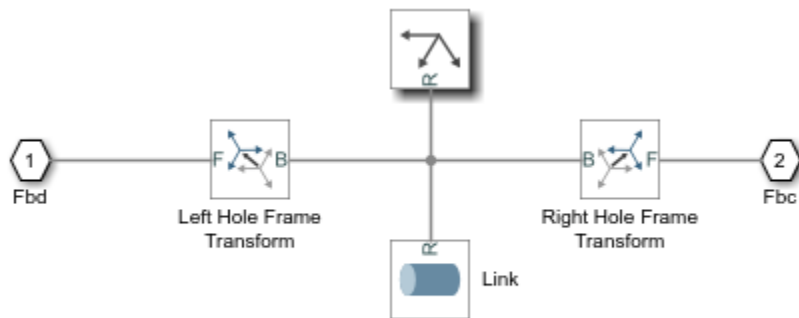 R
1
F
B
B
F
2
Fbd
Left Hole Frame
Transform
Right Hole Frame
Transform
Fbc
R
Link